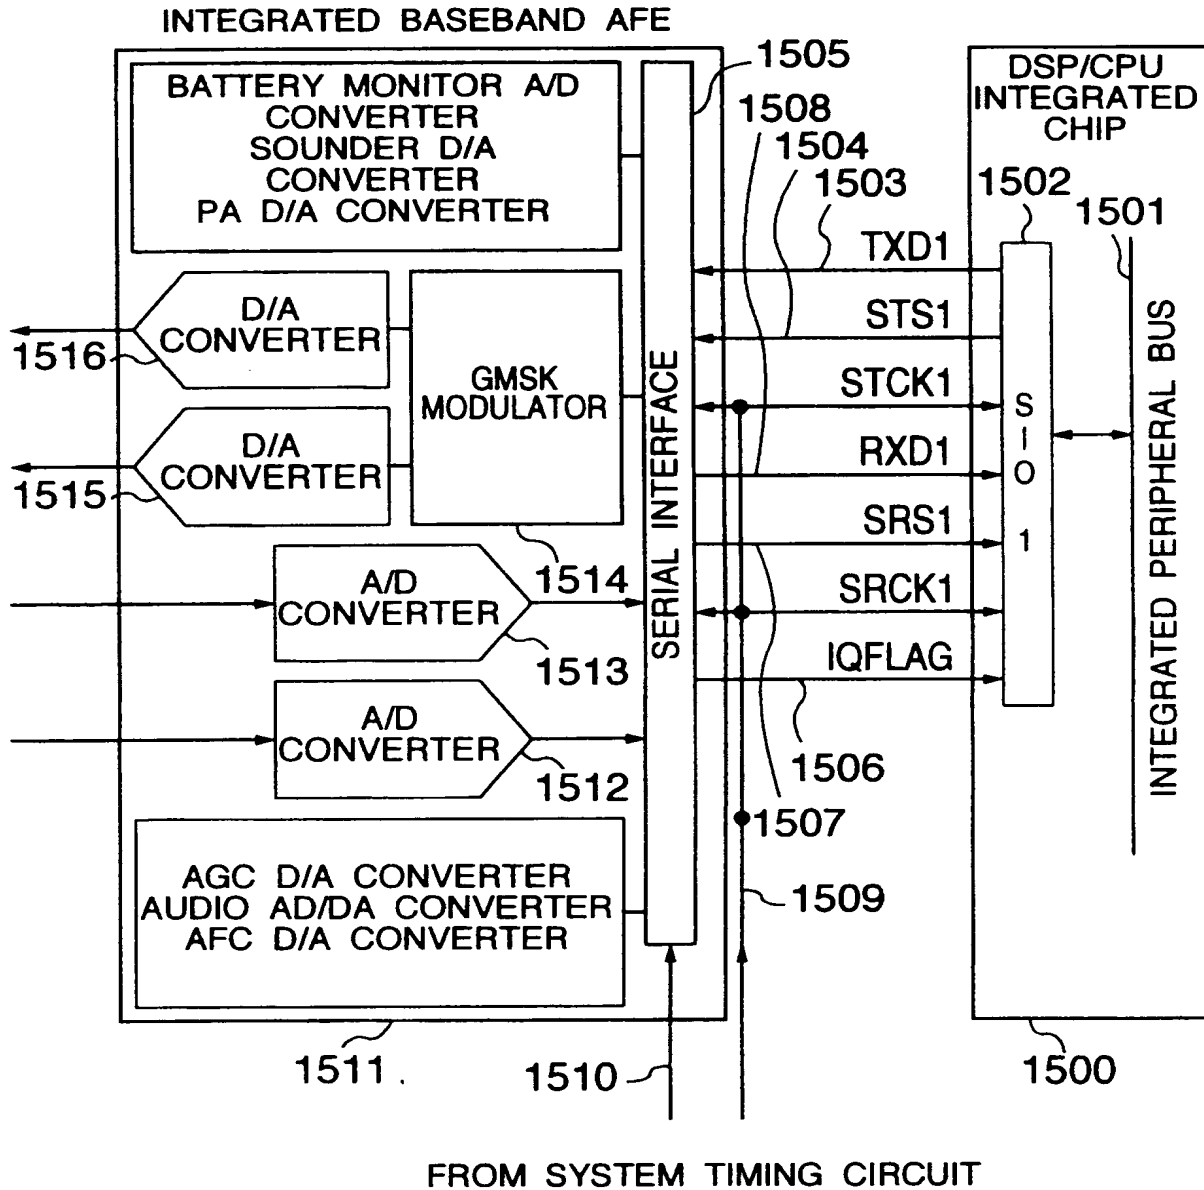 INTEGRATED BASEBAND AFE
BATTERY MONITOR A/D
CONVERTER
SOUNDER D/A
CONVERTER
PA D/A CONVERTER
D/A
CONVERTER
1516
D/A
CONVERTER
1515
GMSK
MODULATOR
1514
A/D
CONVERTER
1513
A/D
CONVERTER
1512
AGC D/A CONVERTER
AUDIO AD/DA CONVERTER
AFC D/A CONVERTER
1511
SERIAL INTERFACE
1505
1508
1504
1503
TXD1
STS1
STCK1
RXD1
SRS1
SRCK1
IQFLAG
1506
1507
1509
1510
DSP/CPU
INTEGRATED
CHIP
1502
1501
SIO 1
INTEGRATED PERIPHERAL BUS
1500
FROM SYSTEM TIMING CIRCUIT